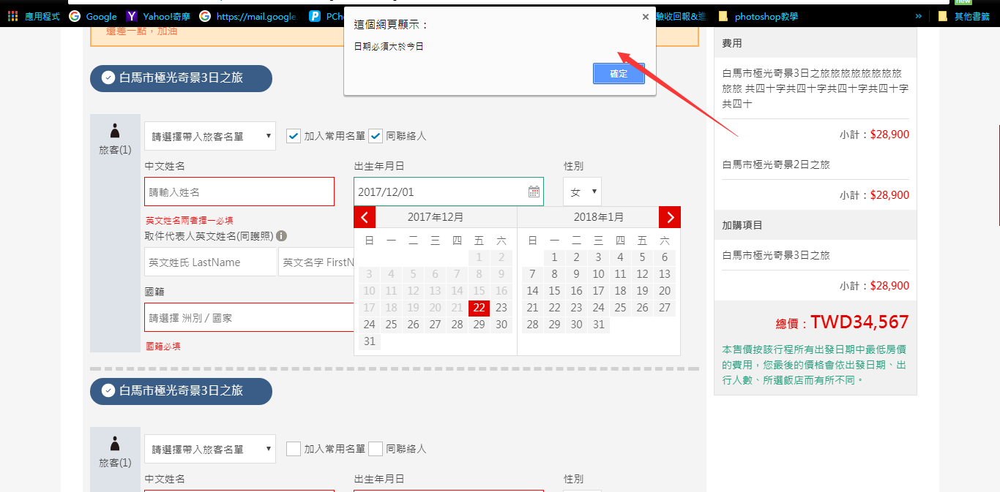 new
應用程式
Google
Yahoo!奇摩
https://mail.google.
PCh
驗收回報&進
photoshop教學
»
其他書籤
還差一點，加油
這個網頁顯示：
日期必須大於今日
確定
白馬市極光奇景3日之旅
旅客(1)
請選擇帶入旅客名單
加入常用名單 同聯絡人
中文姓名 出生年月日 性別
請輸入姓名 2017/12/01 女
英文姓名兩者擇一必填
取件代表人英文姓名(同護照)
英文姓氏 LastName 英文名字 FirstN
國籍
請選擇 洲別 / 國家
國籍必填
2017年12月
日 一 二 三 四 五 六
1 2
3 4 5 6 7 8 9
10 11 12 13 14 15 16
17 18 19 20 21 22 23
24 25 26 27 28 29 30
31
2018年1月
日 一 二 三 四 五 六
1 2 3 4 5 6
7 8 9 10 11 12 13
14 15 16 17 18 19 20
21 22 23 24 25 26 27
28 29 30 31
白馬市極光奇景3日之旅
旅客(1)
請選擇帶入旅客名單
加入常用名單 同聯絡人
中文姓名 出生年月日 性別
費用
白馬市極光奇景3日之旅旅旅旅旅旅旅旅
旅旅 共四十字共四十字共四十字共四十字
共四十
小計：$28,900
白馬市極光奇景2日之旅
小計：$28,900
加購項目
白馬市極光奇景3日之旅
小計：$28,900
總價：TWD34,567
本售價按該行程所有出發日期中最低房價
的費用，您最後的價格會依出發日期、出
行人數、所選飯店而有所不同。